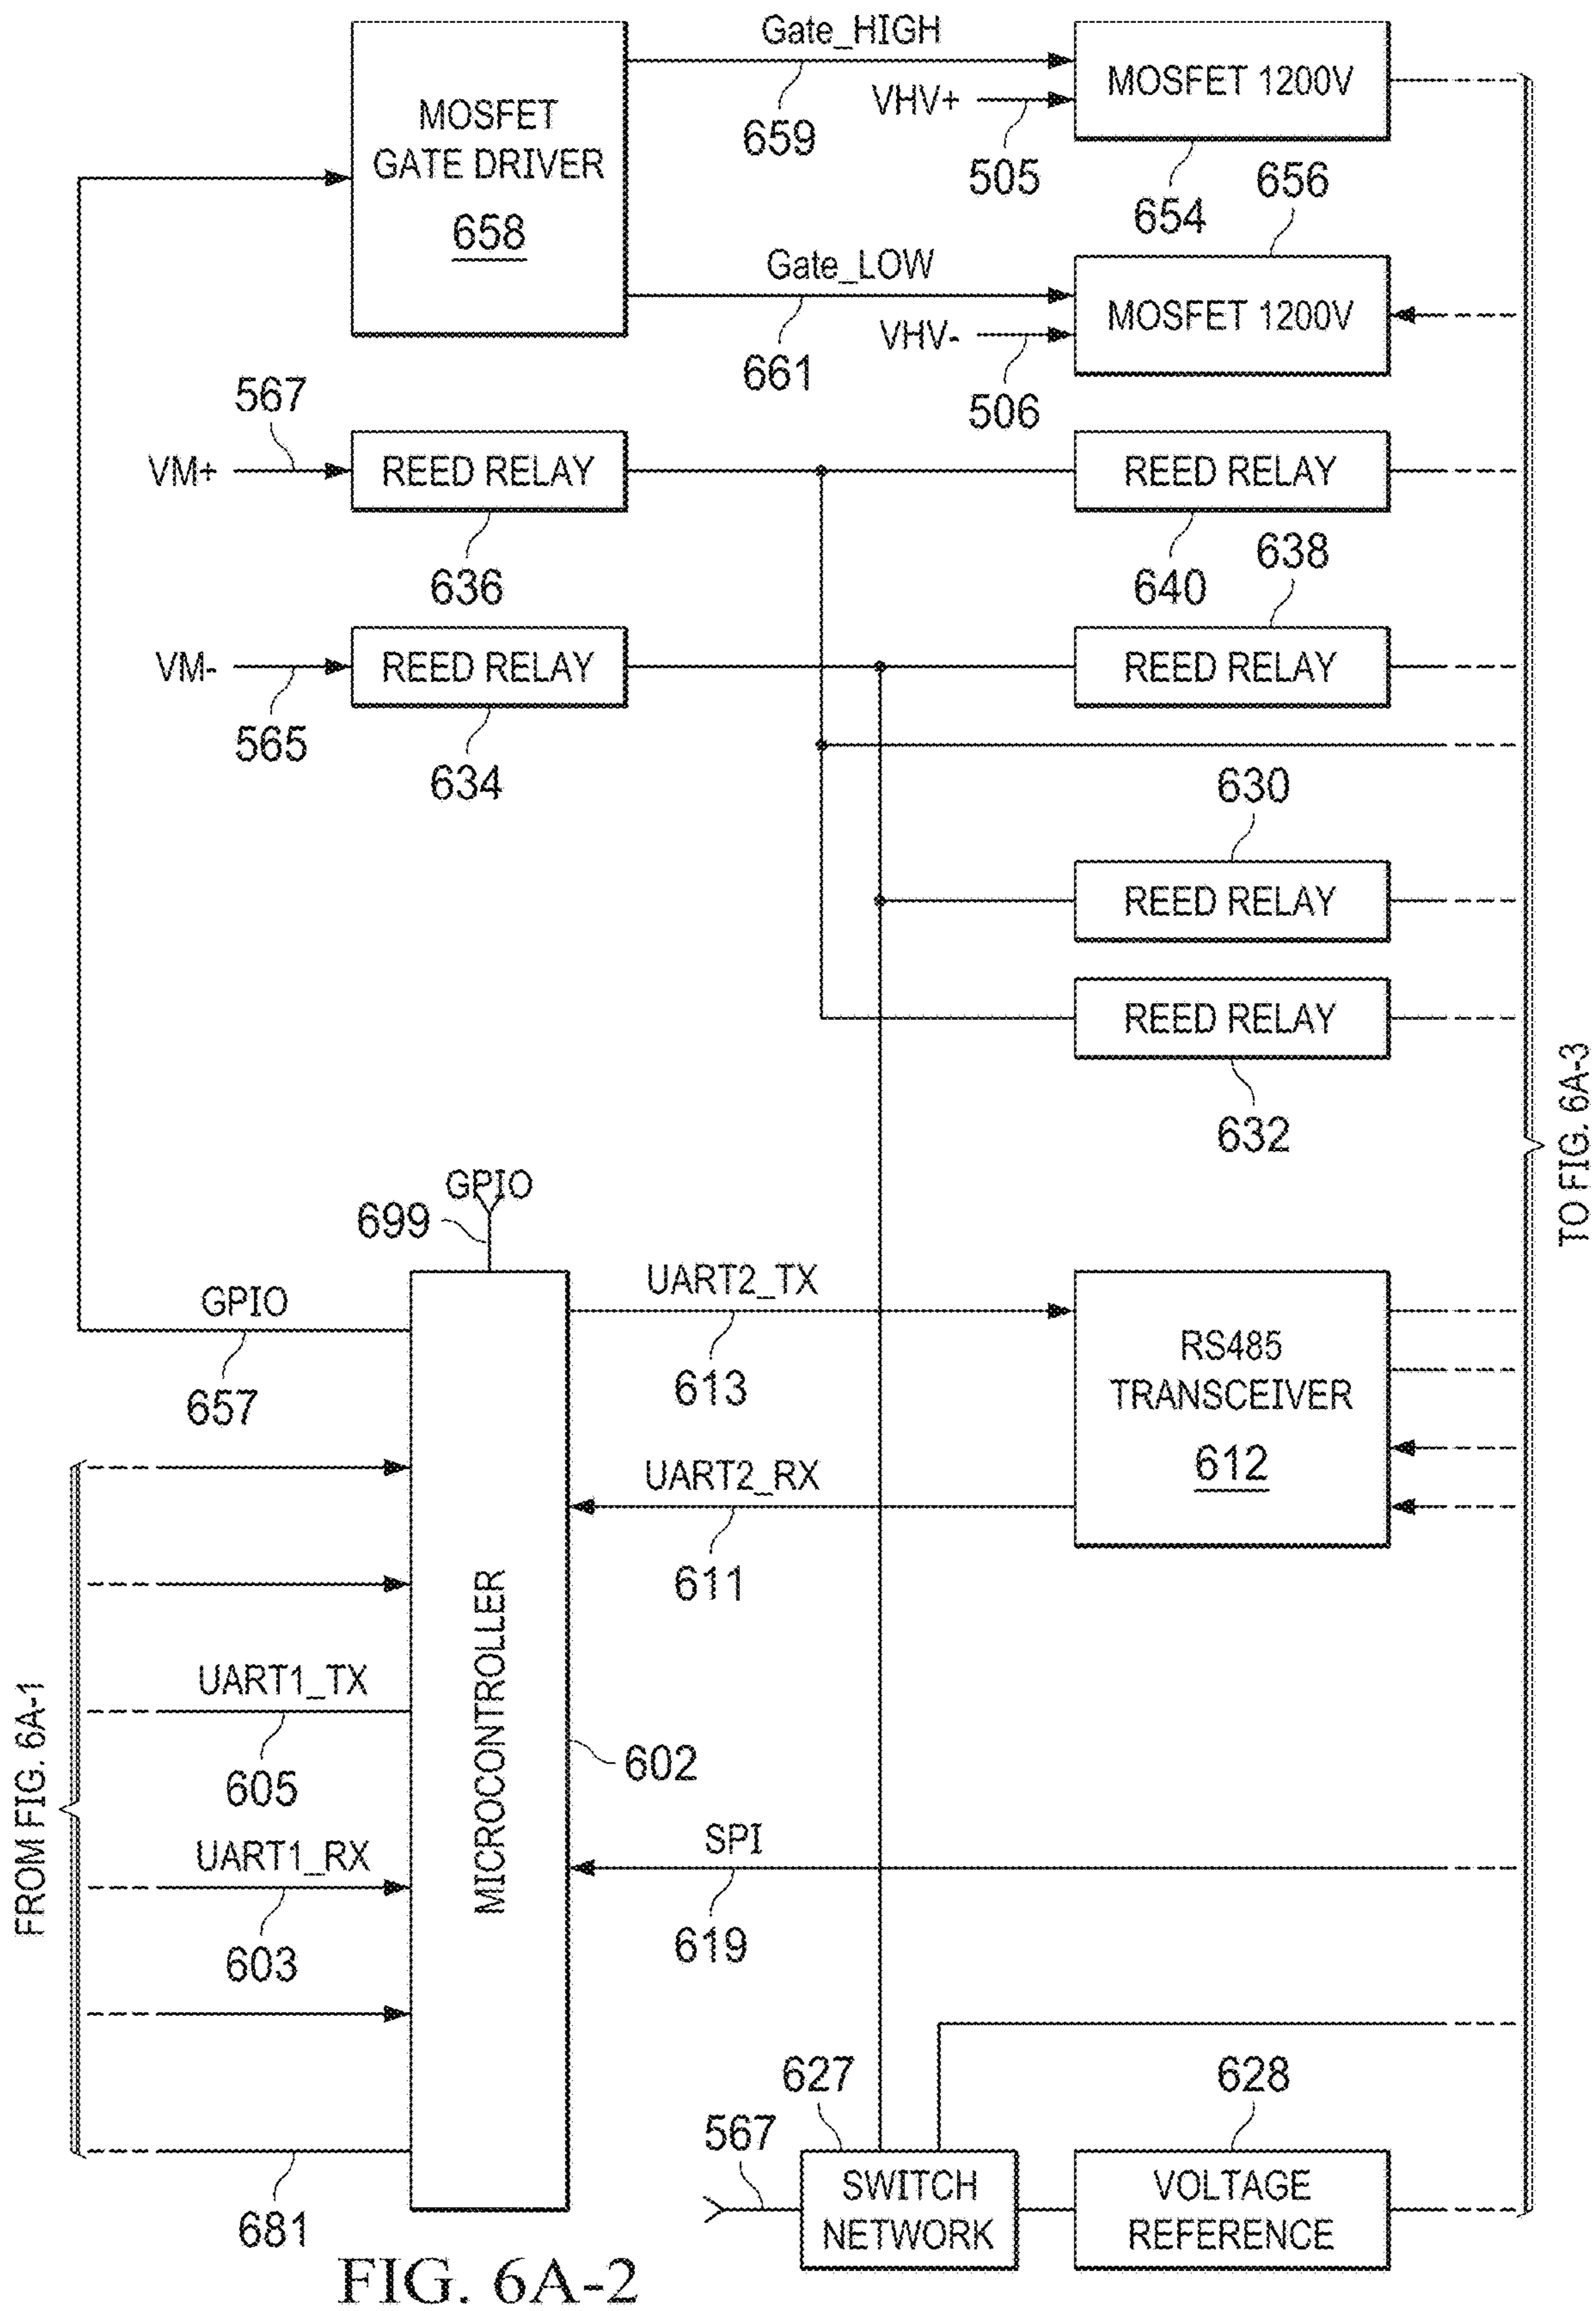 Gate_HIGH
MOSFET
GATE DRIVER
658
659
VHV+
505
MOSFET 1200V
654
656
Gate_LOW
661
VHV-
506
MOSFET 1200V
567
VM+
REED RELAY
636
REED RELAY
640
638
VM-
565
REED RELAY
634
REED RELAY
630
REED RELAY
REED RELAY
632
TO FIG. 6A-3
GPIO
699
GPIO
657
UART2_TX
613
RS485
TRANSCEIVER
612
UART2_RX
611
MICROCONTROLLER
602
FROM FIG. 6A-1
UART1_TX
605
UART1_RX
603
SPI
619
681
627
628
567
SWITCH
NETWORK
VOLTAGE
REFERENCE
FIG. 6A-2